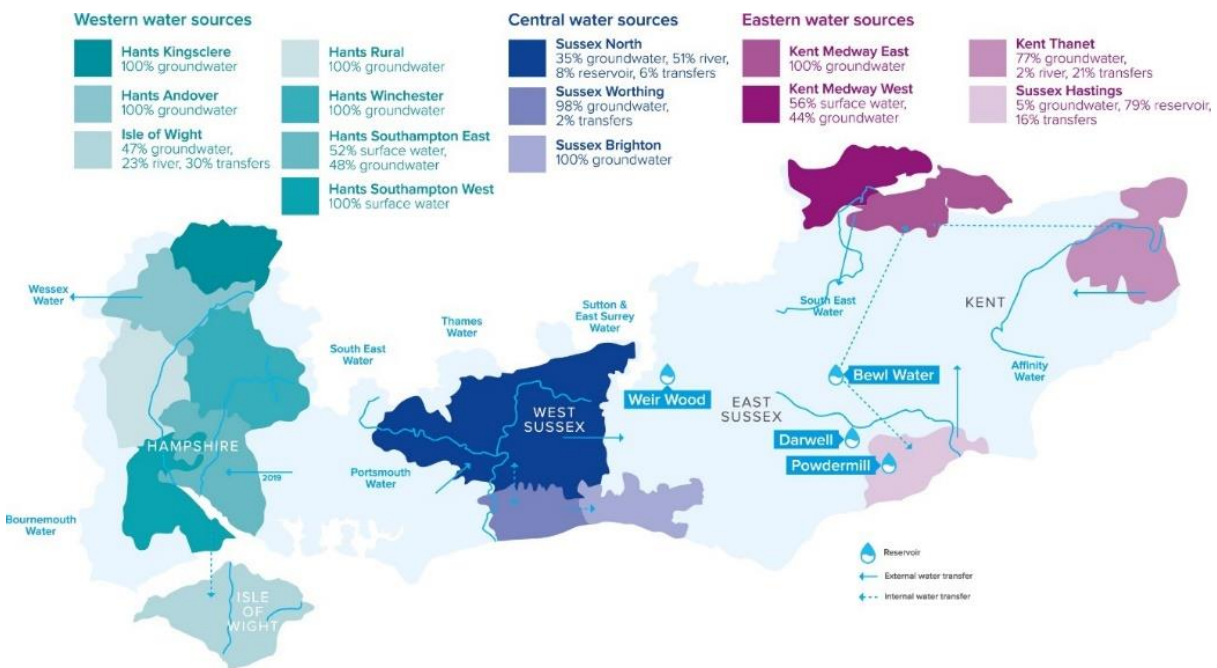 Western water sources
Hants Kingsclere
100% groundwater
Hants Andover
100% groundwater
Isle of Wight
47% groundwater,
23% river, 30% transfers
Hants Rural
100% groundwater
Hants Winchester
100% groundwater
Hants Southampton East
52% surface water,
48% groundwater
Hants Southampton West
100% surface water
Central water sources
Sussex North
35% groundwater, 51% river,
8% reservoir, 6% transfers
Sussex Worthing
98% groundwater,
2% transfers
Sussex Brighton
100% groundwater
Eastern water sources
Kent Medway East
100% groundwater
Kent Medway West
56% surface water,
44% groundwater
Kent Thanet
77% groundwater,
2% river, 21% transfers
Sussex Hastings
5% groundwater, 79% reservoir,
16% transfers
Wessex
Water
South East
Water
Thames
Water
Sutton &
East Surrey
Water
South East
Water
KENT
Affinity
Water
Bewl Water
Weir Wood
EAST
SUSSEX
WEST
SUSSEX
Darwell
Powdermill
HAMPSHIRE
2019
Portsmouth
Water
Bournemouth
Water
ISLE
OF
WIGHT
Reservoir
External water transfer
Internal water transfer